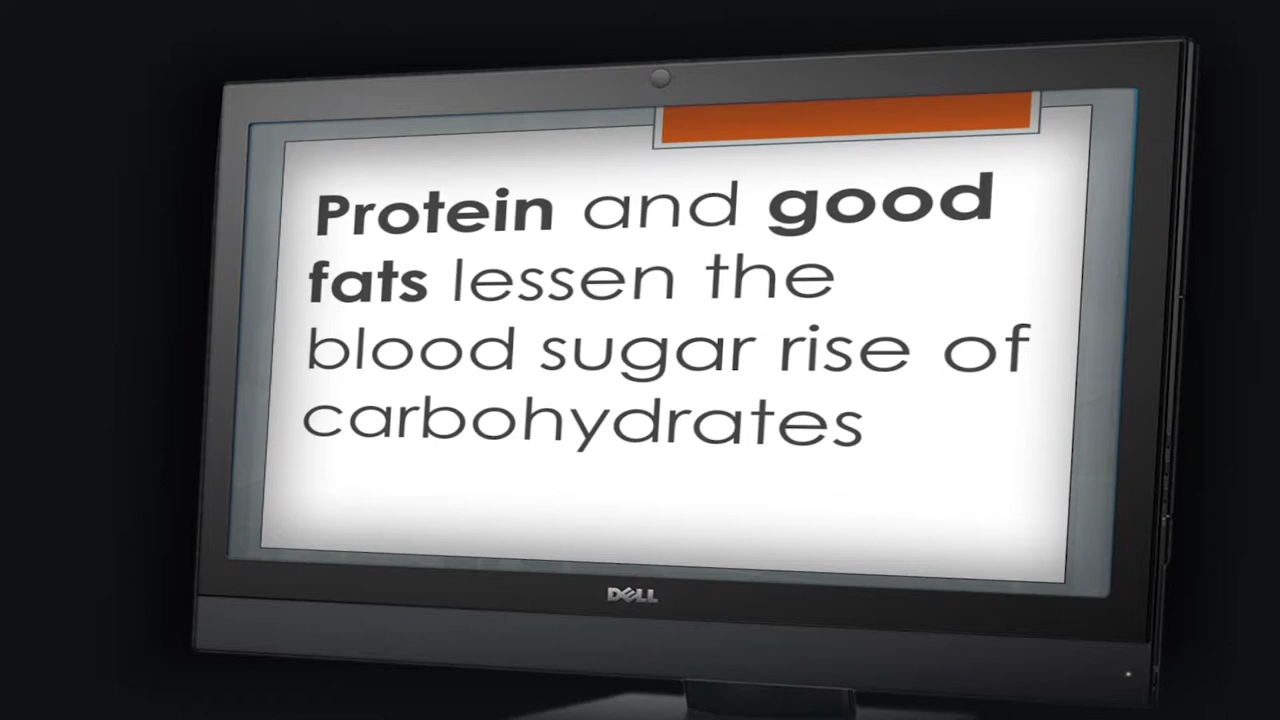 Protein and good
fats lessen the
blood sugar rise of
carbohydrates
DELL